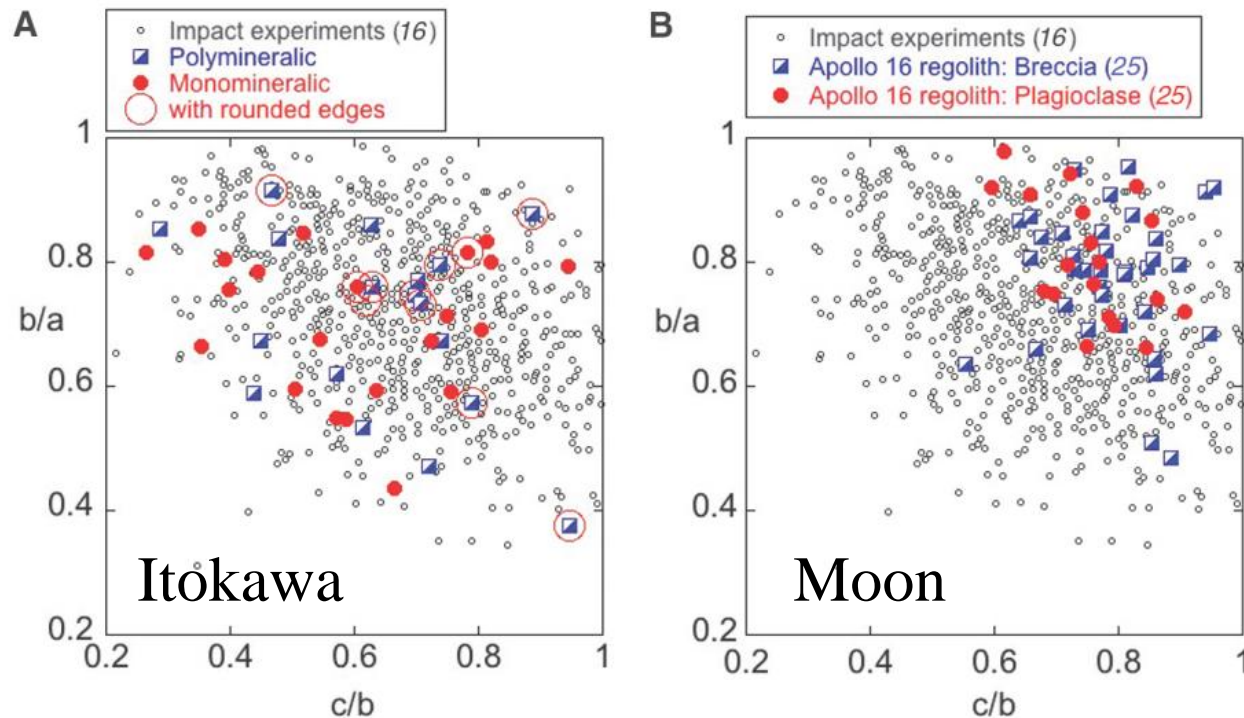 A
Impact experiments (16)
Polymineralic
Monomineralic
with rounded edges
1
0.8
b/a
0.6
0.4
0.2
0.2 0.4 0.6 0.8 1
c/b
Itokawa
B
Impact experiments (16)
Apollo 16 regolith: Breccia (25)
Apollo 16 regolith: Plagioclase (25)
1
0.8
b/a
0.6
0.4
0.2
0.2 0.4 0.6 0.8 1
c/b
Moon